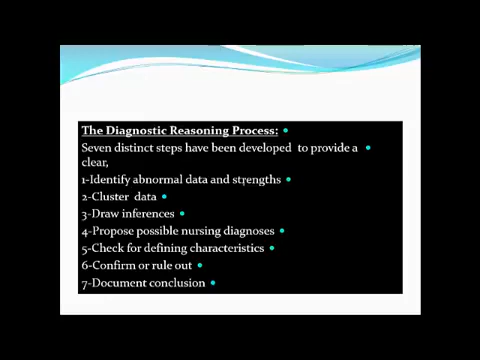 The Diagnostic Reasoning Process:
Seven distinct steps have been developed to provide a
clear,
1-Identify abnormal data and strengths
2-Cluster data
3-Draw inferences
4-Propose possible nursing diagnoses
5-Check for defining characteristics
6-Confirm or rule out
7-Document conclusion